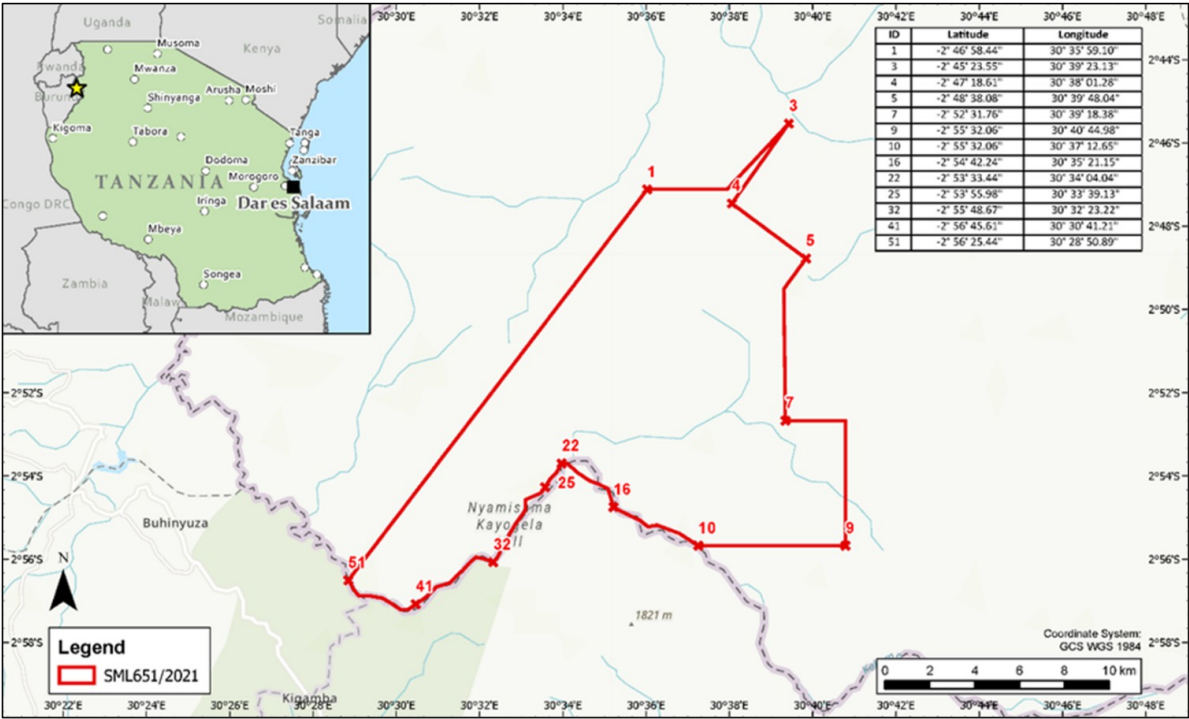 Uganda
Somalia
Kenya
Musoma
Rwanda
Mwanza
Burund
Shinyanga
Arusha Moshi
Kigoma
Tabora
Tanga
Dodoma
Zanzibar
TANZANIA
Morogoro
Dar es Salaam
Congo DRC
Iringa
Mbeya
Songea
Zambia
Malaw
Mozambique
30°30'E 30°32'E 30°34'E 30°36'E 30°38'E 30°40'E 30°42'E 30°44'E 30°46'E 30°48'E
ID Latitude Longitude
1 -2° 46' 58.44" 30° 35' 59.10"
3 -2° 45' 23.55" 30° 39' 23.13"
4 -2° 47' 18.61" 30° 38' 01.28"
5 -2° 48' 38.08" 30° 39' 48.04"
7 -2° 52' 31.76" 30° 39' 18.38"
9 -2° 55' 32.06" 30° 40' 44.98"
10 -2° 55' 32.06" 30° 37' 12.65"
16 -2° 54' 42.24" 30° 35' 21.15"
22 -2° 53' 33.44" 30° 34' 04.04"
25 -2° 53' 55.98" 30° 33' 39.13"
32 -2° 55' 48.67" 30° 32' 23.22"
41 -2° 56' 45.61" 30° 30' 41.21"
51 -2° 56' 25.44" 30° 28' 50.89"
2°44'S
2°46'S
2°48'S
2°50'S
2°52'S
2°54'S
2°56'S
2°58'S
2°52'S
2°54'S
2°56'S
2°58'S
3
1
4
5
7
22
25
16
10
9
32
51
41
Kayogela
Buhinyuza
1821 m
Kigamba
N
Legend
SML651/2021
Coordinate System:
GCS WGS 1984
0 2 4 6 8 10 km
30°22'E 30°24'E 30°26'E 30°28'E 30°30'E 30°32'E 30°34'E 30°36'E 30°38'E 30°40'E 30°42'E 30°44'E 30°46'E 30°48'E